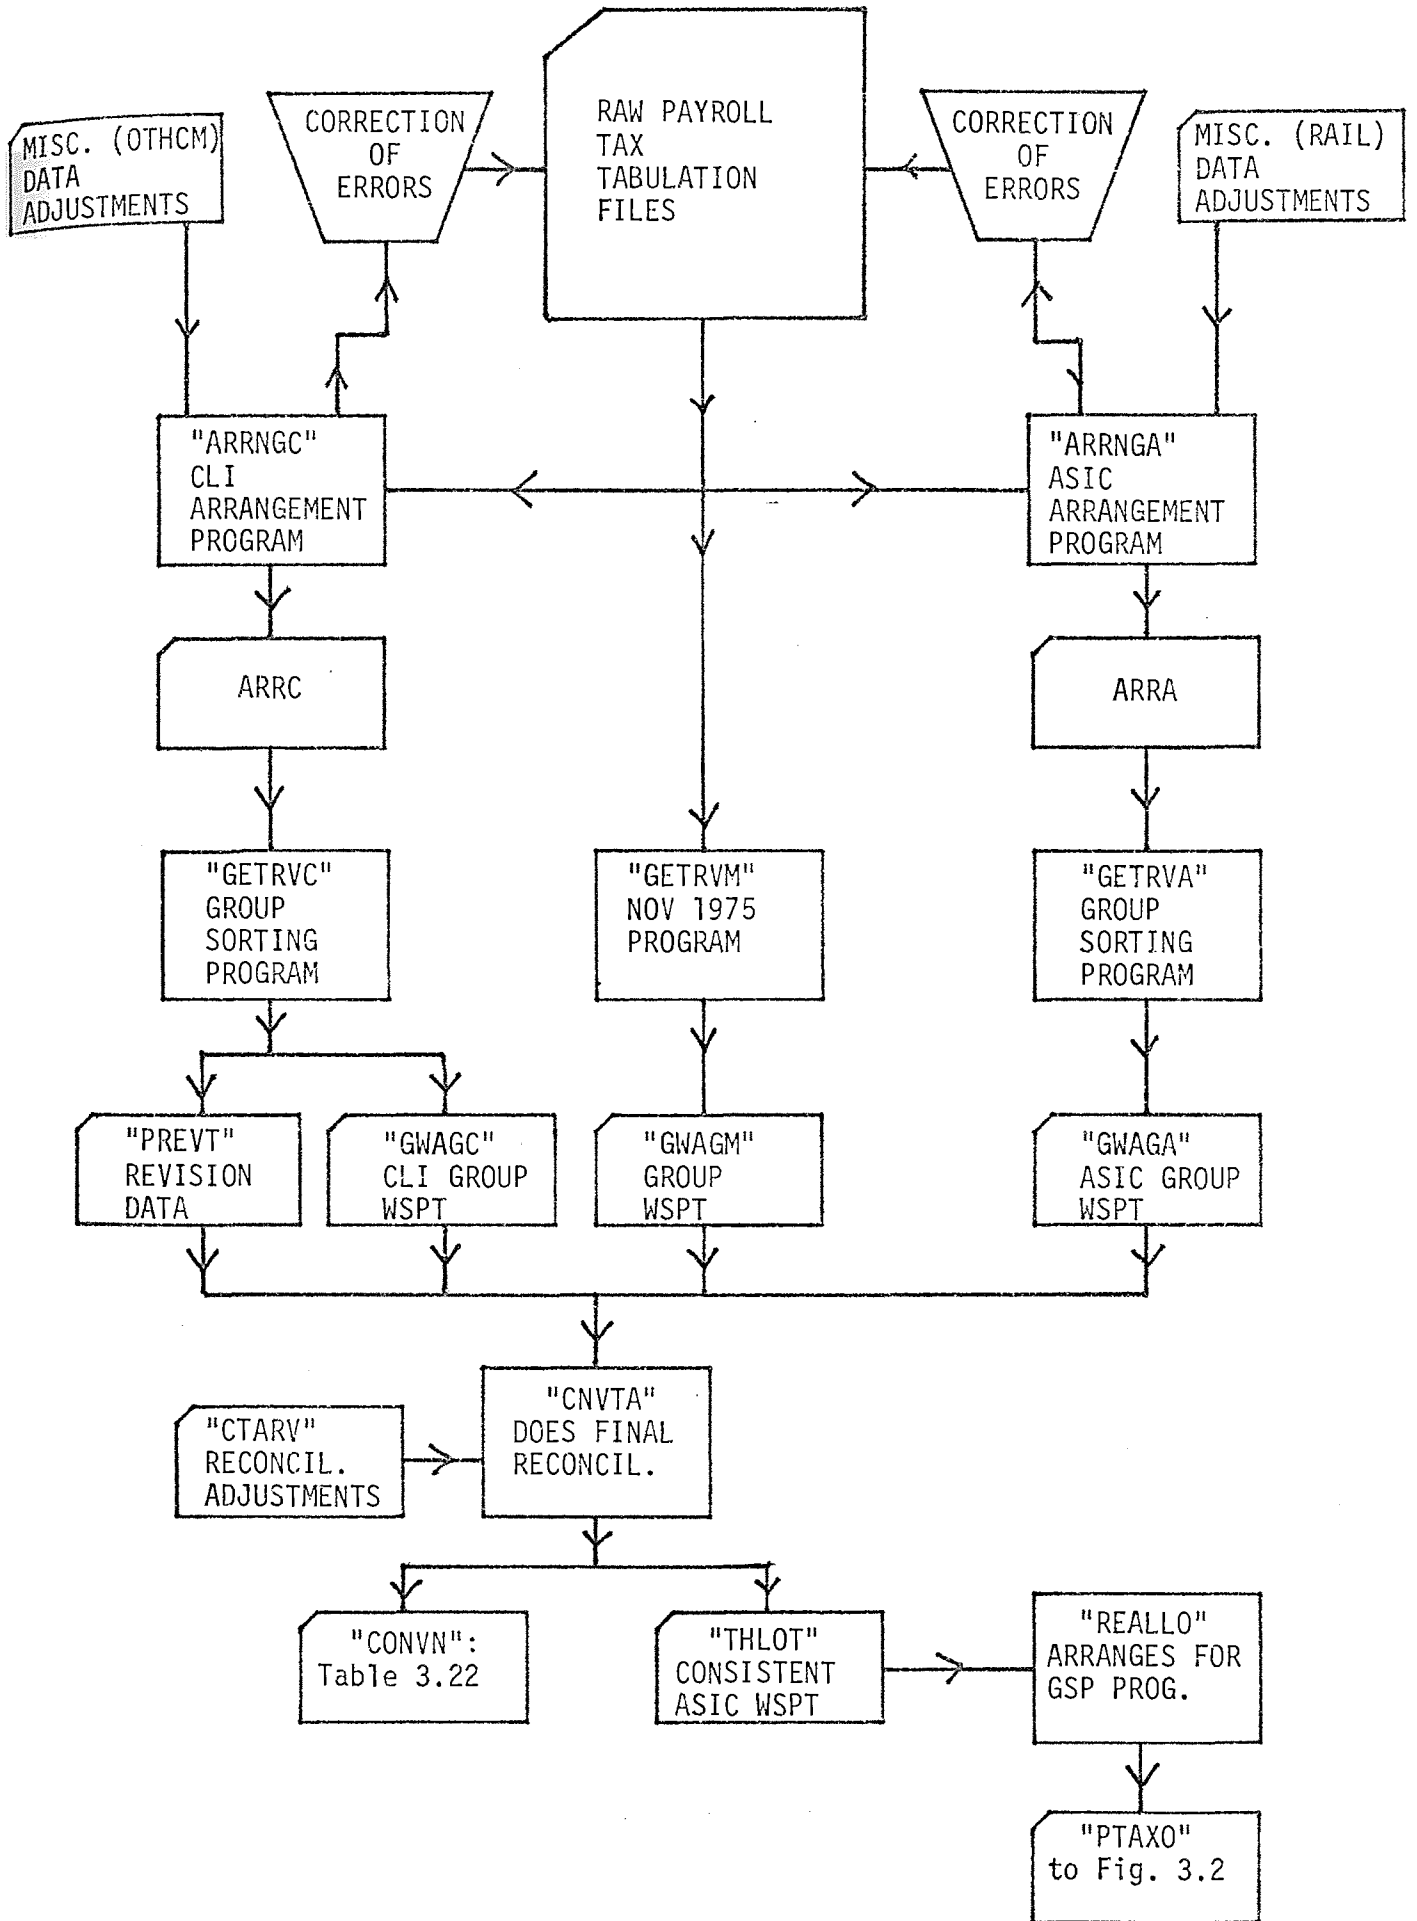 MISC. (OTHCM)
DATA
ADJUSTMENTS
CORRECTION
OF
ERRORS
RAW PAYROLL
TAX
TABULATION
FILES
CORRECTION
OF
ERRORS
MISC. (RAIL)
DATA
ADJUSTMENTS
"ARRNGC"
CLI
ARRANGEMENT
PROGRAM
"ARRNGA"
ASIC
ARRANGEMENT
PROGRAM
ARRC
ARRA
"GETRVC"
GROUP
SORTING
PROGRAM
"GETRVM"
NOV 1975
PROGRAM
"GETRVA"
GROUP
SORTING
PROGRAM
"PREVT"
REVISION
DATA
"GWAGC"
CLI GROUP
WSPT
"GWAGM"
GROUP
WSPT
"GWAGA"
ASIC GROUP
WSPT
"CTARV"
RECONCIL.
ADJUSTMENTS
"CNVTA"
DOES FINAL
RECONCIL.
"CONVN":
Table 3.22
"THLOT"
CONSISTENT
ASIC WSPT
"REALLO"
ARRANGES FOR
GSP PROG.
"PTAXO"
to Fig. 3.2